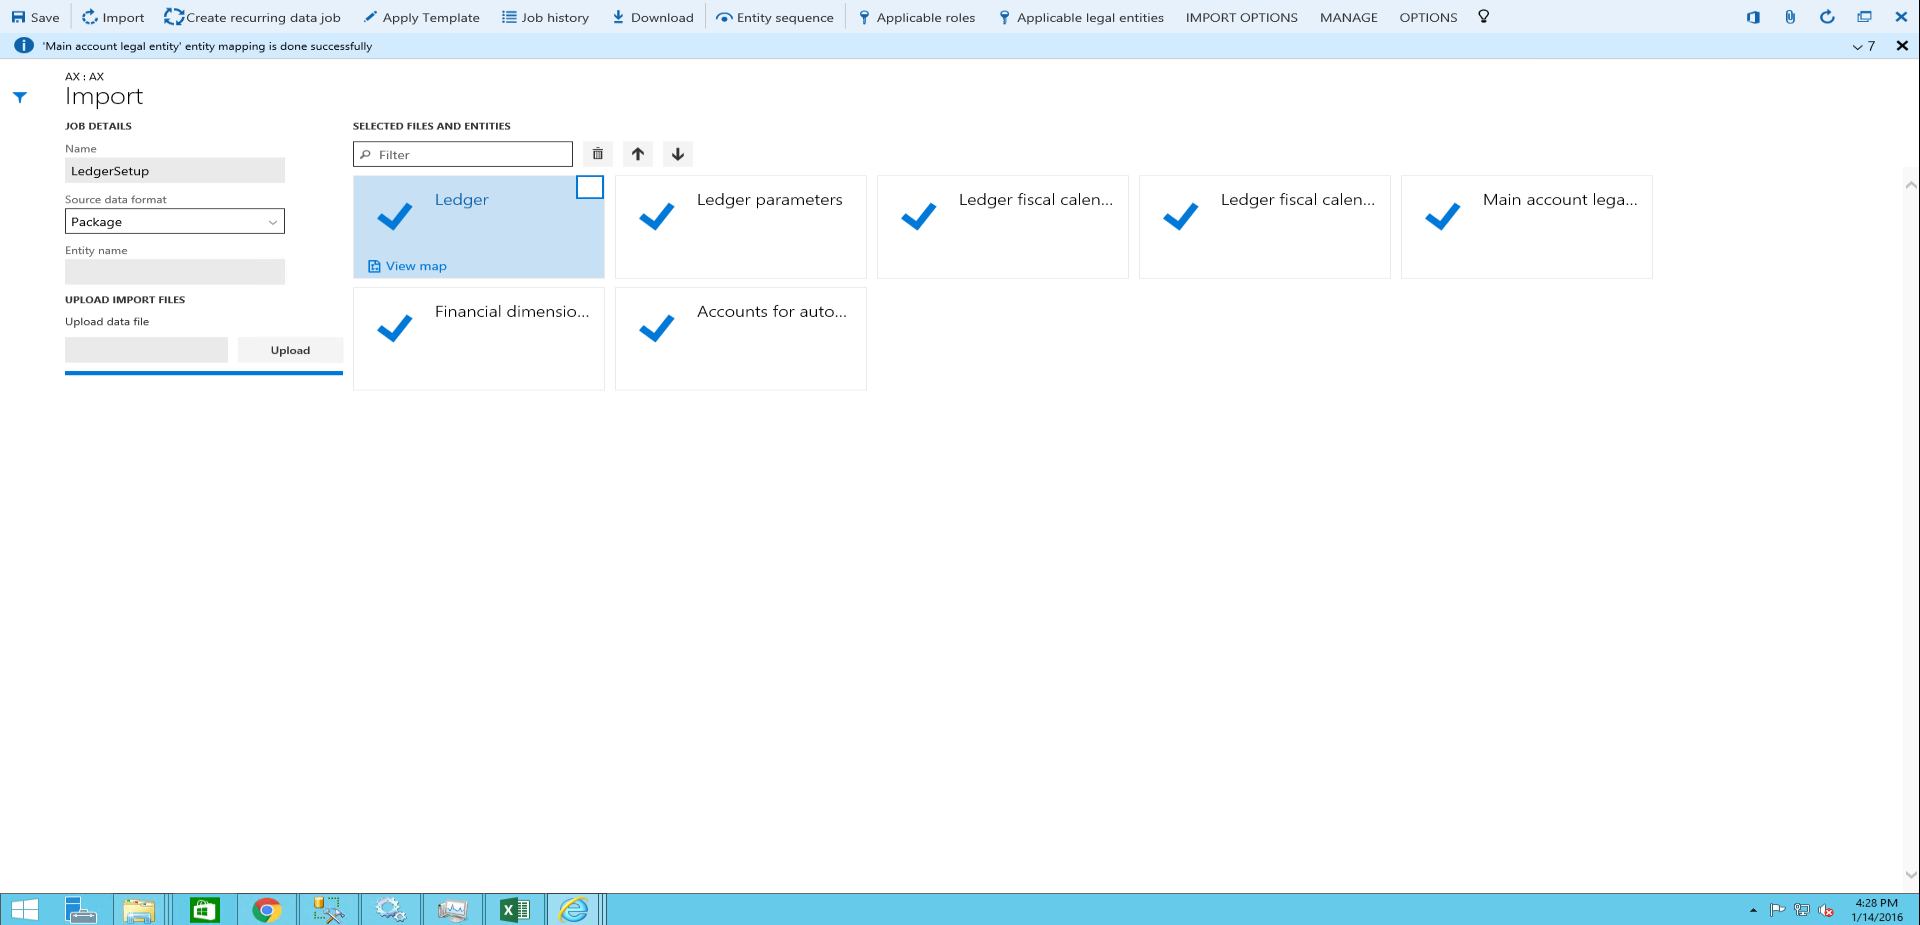 Save Import Create recurring data job Apply Template Job history Download Entity sequence Applicable roles Applicable legal entities IMPORT OPTIONS MANAGE OPTIONS
'Main account legal entity' entity mapping is done successfully 7
AX : AX
Import
JOB DETAILS
Name
LedgerSetup
Source data format
Package
Entity name
UPLOAD IMPORT FILES
Upload data file
Upload
SELECTED FILES AND ENTITIES
Filter
Ledger
View map
Ledger parameters
Ledger fiscal calen...
Ledger fiscal calen...
Main account lega...
Financial dimensio...
Accounts for auto...
4:28 PM
1/14/2016